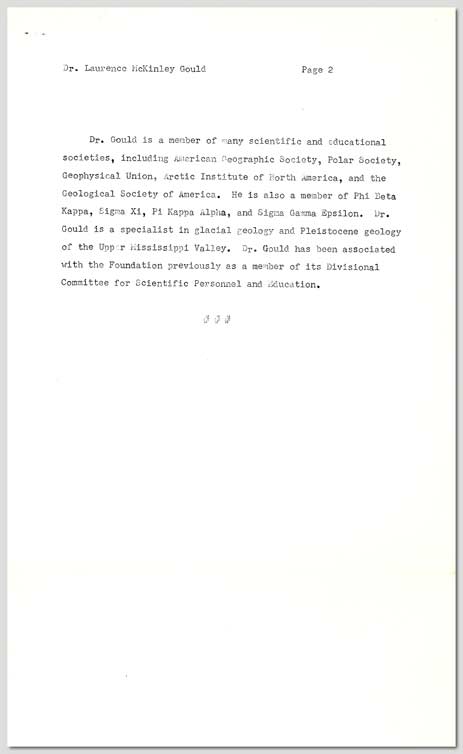 Dr. Laurence McKinley Gould Page 2
Dr. Gould is a member of many scientific and educational
societies, including American Geographic Society, Polar Society,
Geophysical Union, Arctic Institute of North America, and the
Geological Society of America. He is also a member of Phi Beta
Kappa, Sigma Xi, Pi Kappa Alpha, and Sigma Gamma Epsilon. Dr.
Gould is a specialist in glacial geology and Pleistocene geology
of the Upper Mississippi Valley. Dr. Gould has been associated
with the Foundation previously as a member of its Divisional
Committee for Scientific Personnel and Education.
# # #